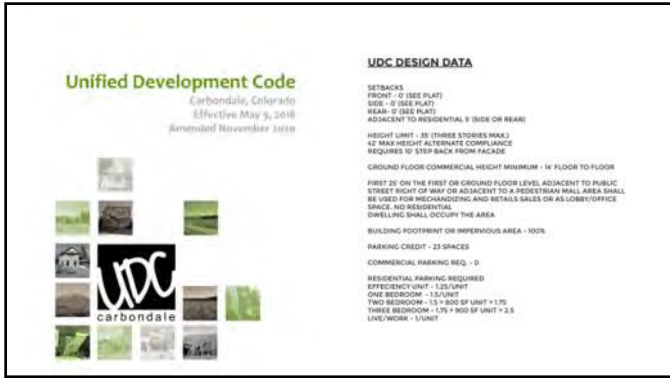 Unified Development Code
Carbondale, Colorado
Effective May 9, 2016
Amended November 2020
UDC
carbondale
UDC DESIGN DATA
SETBACKS
FRONT - 0' (SEE PLAT)
SIDE - 0' (SEE PLAT)
REAR- 0' (SEE PLAT)
ADJACENT TO RESIDENTIAL 5' (SIDE OR REAR)
HEIGHT LIMIT - 35' (THREE STORIES MAX.)
42' MAX HEIGHT ALTERNATE COMPLIANCE
REQUIRES 10' STEP BACK FROM FACADE
GROUND FLOOR COMMERCIAL HEIGHT MINIMUM - 14' FLOOR TO FLOOR
FIRST 25' ON THE FIRST OR GROUND FLOOR LEVEL ADJACENT TO PUBLIC
STREET RIGHT OF WAY OR ADJACENT TO A PEDESTRIAN MALL AREA SHALL
BE USED FOR MECHANDIZING AND RETAILS SALES OR AS LOBBY/OFFICE
SPACE. NO RESIDENTIAL
DWELLING SHALL OCCUPY THE AREA
BUILDING FOOTPRINT OR IMPERVIOUS AREA - 100%
PARKING CREDIT - 23 SPACES
COMMERCIAL PARKING REQ. - 0
RESIDENTIAL PARKING REQUIRED
EFFECIENCY UNIT - 1.25/UNIT
ONE BEDROOM - 1.5/UNIT
TWO BEDROOM - 1.5 > 800 SF UNIT > 1.75
THREE BEDROOM - 1.75 > 900 SF UNIT > 2.5
LIVE/WORK - 1/UNIT